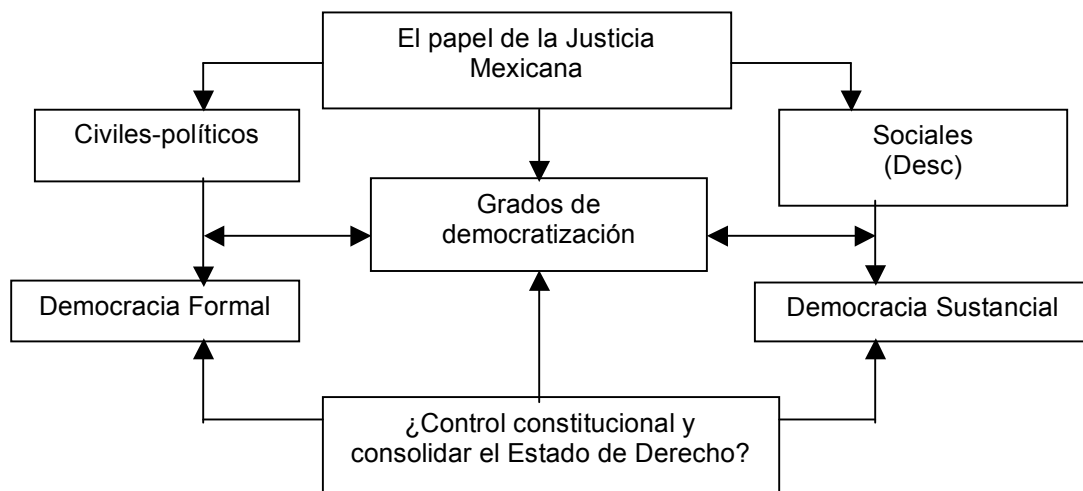 El papel de la Justicia
Mexicana
Civiles-políticos
Sociales
(Desc)
Grados de
democratización
Democracia Formal
Democracia Sustancial
¿Control constitucional y
consolidar el Estado de Derecho?